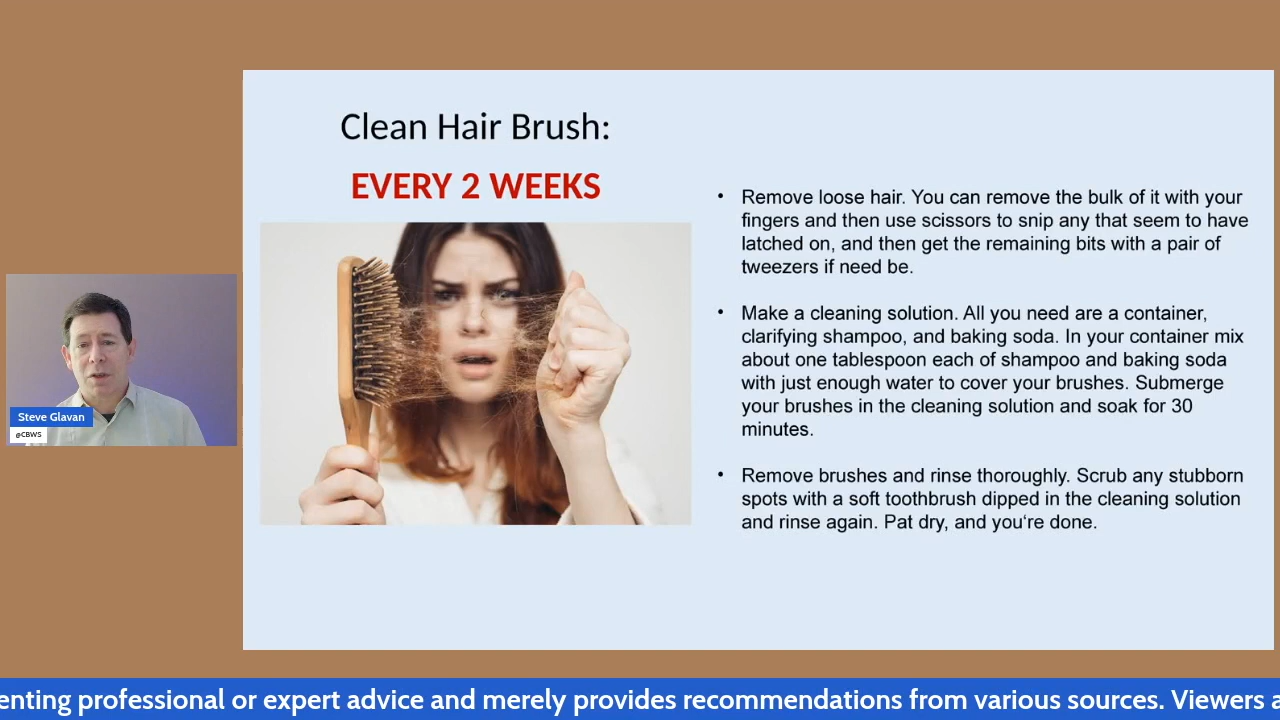 Clean Hair Brush:
EVERY 2 WEEKS
• Remove loose hair. You can remove the bulk of it with your
fingers and then use scissors to snip any that seem to have
latched on, and then get the remaining bits with a pair of
tweezers if need be.
• Make a cleaning solution. All you need are a container,
clarifying shampoo, and baking soda. In your container mix
about one tablespoon each of shampoo and baking soda
with just enough water to cover your brushes. Submerge
your brushes in the cleaning solution and soak for 30
minutes.
• Remove brushes and rinse thoroughly. Scrub any stubborn
spots with a soft toothbrush dipped in the cleaning solution
and rinse again. Pat dry, and you‘re done.
Steve Glavan
@CBWS
enting professional or expert advice and merely provides recommendations from various sources. Viewers a